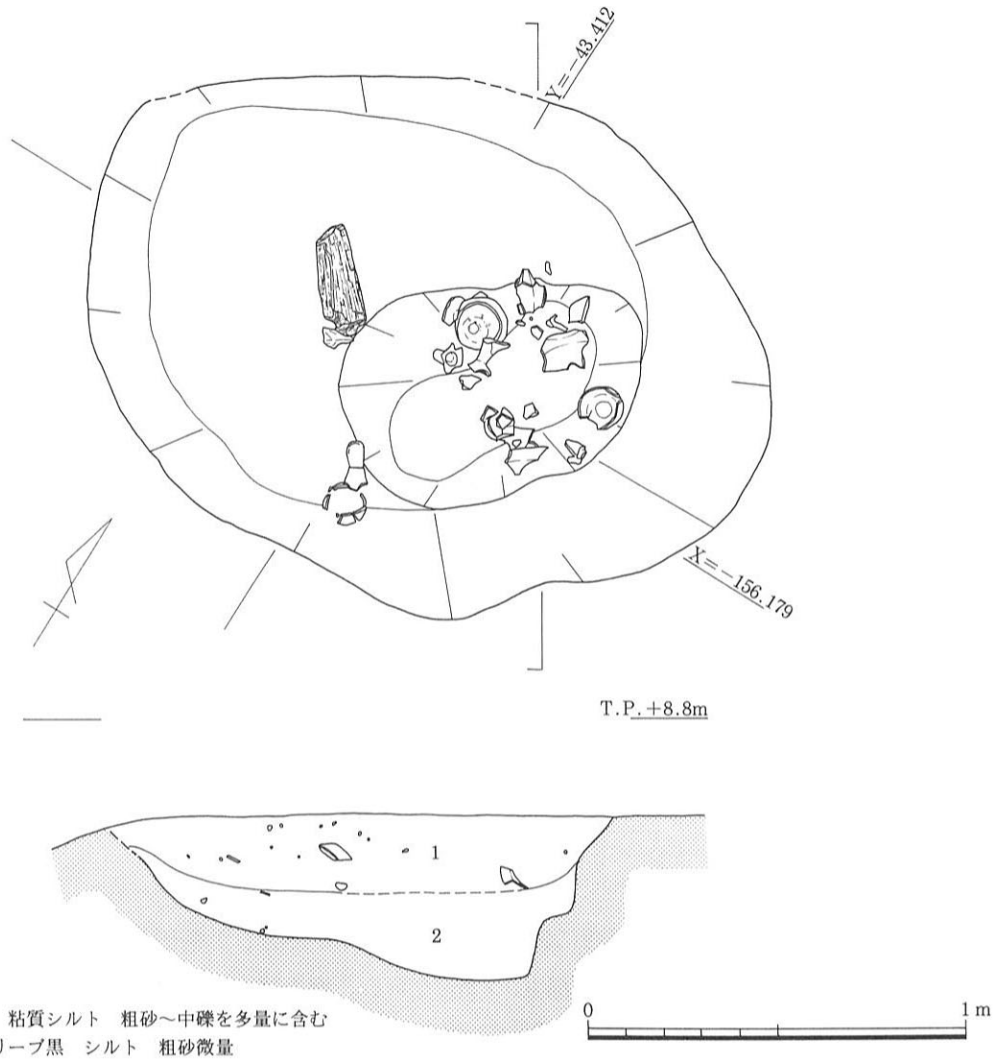 Y=-43.412
X=-156.179
T.P.+8.8m
1
2
粘質シルト 粗砂～中礫を多量に含む
リーブ黒 シルト 粗砂微量
0 1m